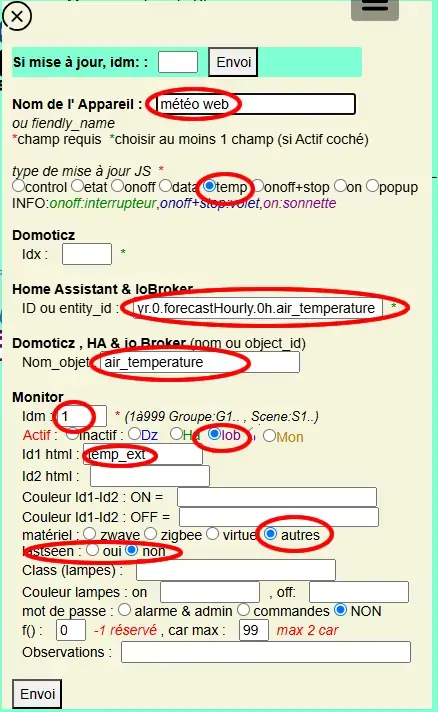 Si mise à jour, idm: :
Envoi
Nom de l' Appareil : météo web
ou fiendly_name
*champ requis *choisir au moins 1 champ (si Actif coché)
type de mise à jour JS *
control etat onoff data temp onoff+stop on popup
INFO:onoff:interrupteur,onoff+stop:volet,on:sonnette
Domoticz
Idx : *
Home Assistant & IoBroker
ID ou entity_id : yr.0.forecastHourly.0h.air_temperature *
Domoticz , HA & io Broker (nom ou object_id)
Nom_objet air_temperature
Monitor
Idm : 1 * (1à999 Groupe:G1.. , Scene:S1..)
Actif : Inactif : Dz Ha Iob Mon
Id1 html : temp_ext
Id2 html :
Couleur Id1-Id2 : ON =
Couleur Id1-Id2 : OFF =
matériel : zwave zigbee virtuel autres
lastseen : oui non
Class (lampes) :
Couleur lampes : on , off:
mot de passe : alarme & admin commandes NON
f() : 0 -1 réservé , car max : 99 max 2 car
Observations :
Envoi